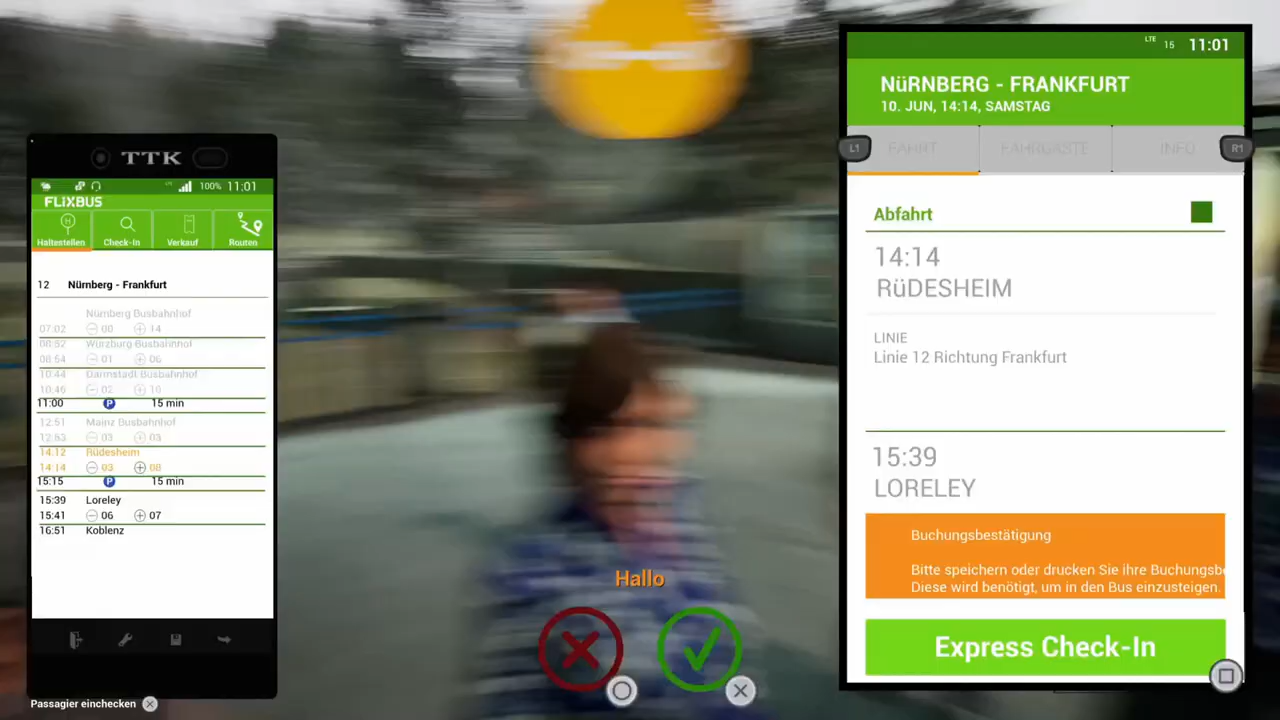 TTK
100% 11:01
FLiXBUS
Haltestellen Check-In Verkauf Routen
12 Nürnberg - Frankfurt
Nürnberg Busbahnhof
07:02 00 14
08:52 Würzburg Busbahnhof
08:54 01 06
10:44 Darmstadt Busbahnhof
10:46 02 16
11:00 P 15 min
12:51 Mainz Busbahnhof
12:53 03 03
14:12 Rüdesheim
14:14 03 08
15:15 P 15 min
15:39 Loreley
15:41 06 07
16:51 Koblenz
Passagier einchecken
Hallo
LTE 15 11:01
NüRNBERG - FRANKFURT
10. JUN, 14:14, SAMSTAG
L1 FAHRT FAHRGÄSTE INFO R1
Abfahrt
14:14
RüDESHEIM
LINIE
Linie 12 Richtung Frankfurt
15:39
LORELEY
Buchungsbestätigung
Bitte speichern oder drucken Sie ihre Buchungsbe
Diese wird benötigt, um in den Bus einzusteigen.
Express Check-In